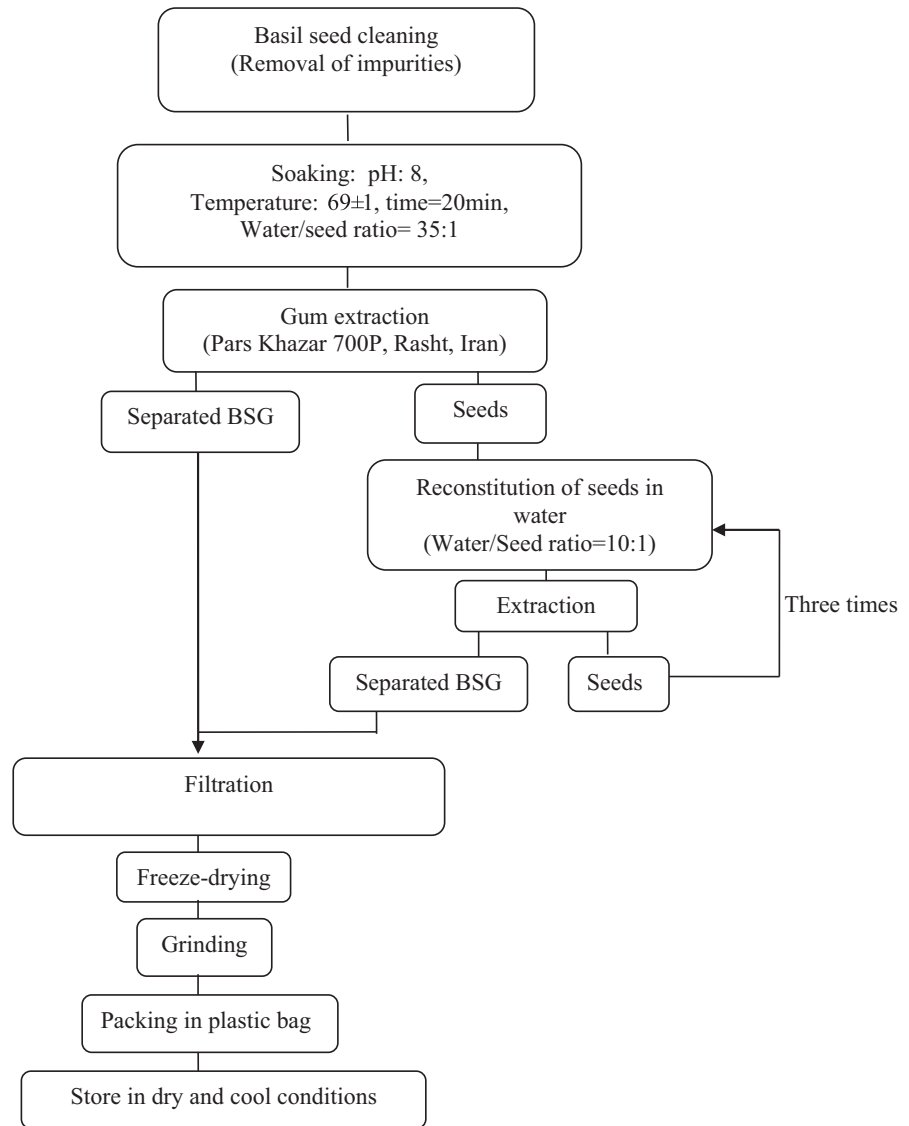 Basil seed cleaning
(Removal of impurities)
Soaking: pH: 8,
Temperature: 69±1, time=20min,
Water/seed ratio= 35:1
Gum extraction
(Pars Khazar 700P, Rasht, Iran)
Separated BSG
Seeds
Reconstitution of seeds in
water
(Water/Seed ratio=10:1)
Extraction
Three times
Separated BSG
Seeds
Filtration
Freeze-drying
Grinding
Packing in plastic bag
Store in dry and cool conditions